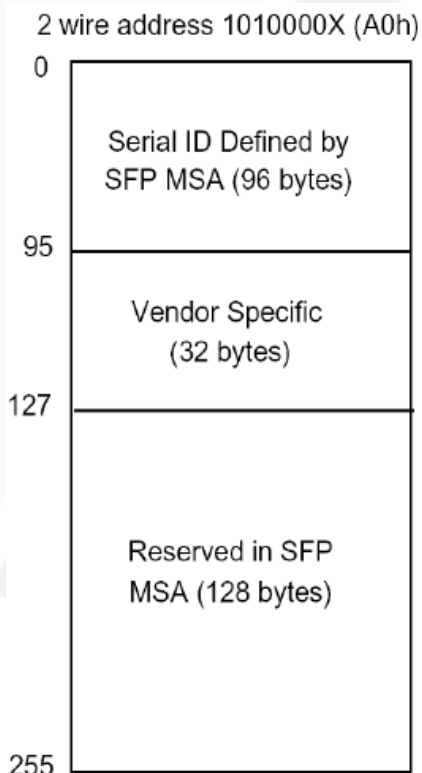 2 wire address 1010000X (A0h)
0
Serial ID Defined by
SFP MSA (96 bytes)
95
Vendor Specific
(32 bytes)
127
Reserved in SFP
MSA (128 bytes)
255